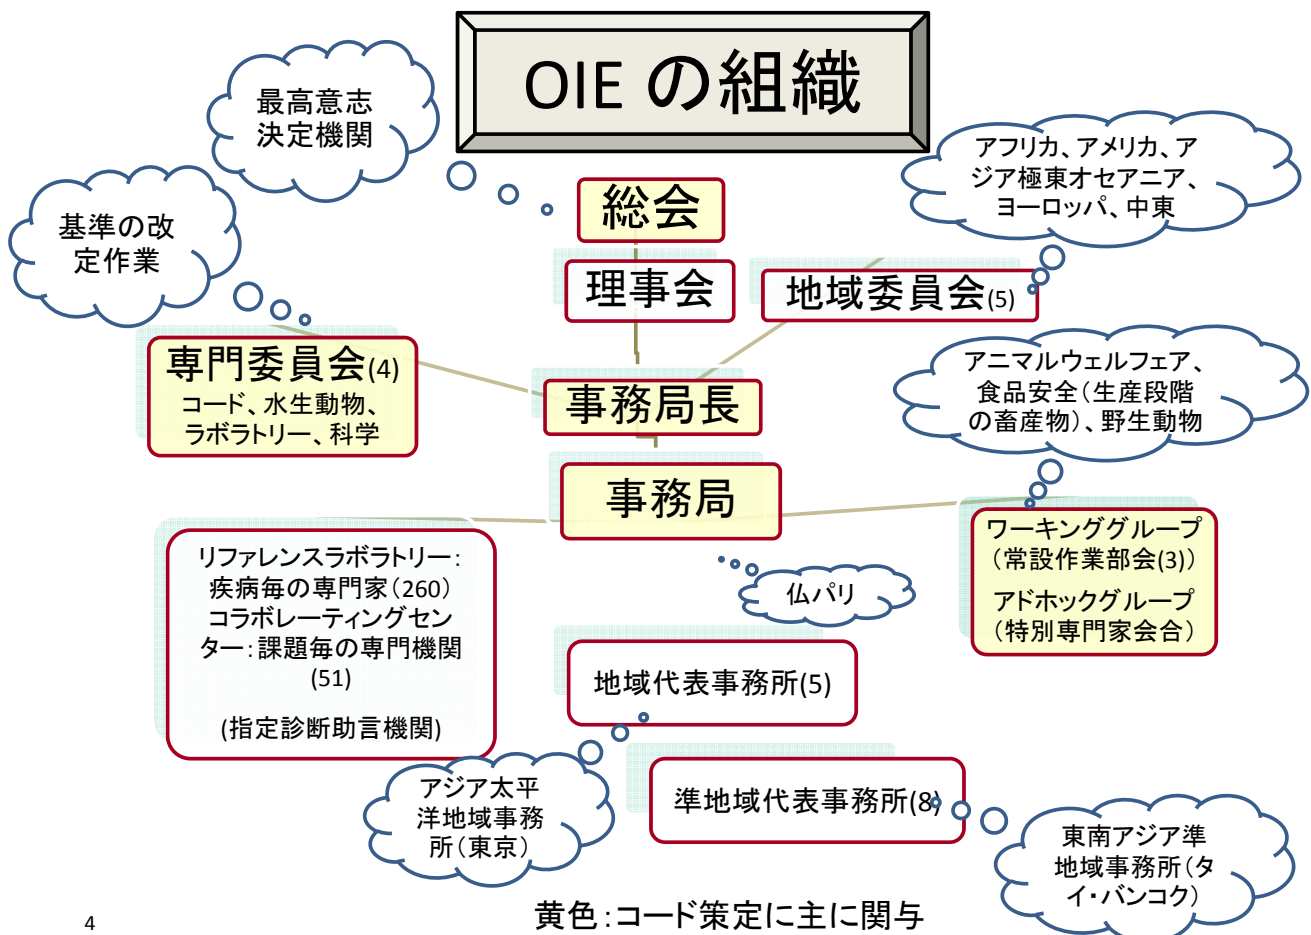 OIE の組織
最高意志
決定機関
総会
アフリカ、アメリカ、ア
ジア極東オセアニア、
ヨーロッパ、中東
基準の改
定作業
理事会
地域委員会(5)
専門委員会(4)
コード、水生動物、
ラボラトリー、科学
事務局長
アニマルウェルフェア、
食品安全(生産段階
の畜産物)、野生動物
事務局
リファレンスラボラトリー:
疾病毎の専門家(260)
コラボレーティングセン
ター:課題毎の専門機関
(51)
(指定診断助言機関)
仏パリ
ワーキンググループ
(常設作業部会(3))
アドホックグループ
(特別専門家会合)
地域代表事務所(5)
アジア太平
洋地域事務
所(東京)
準地域代表事務所(8)
東南アジア準
地域事務所(タ
イ・バンコク)
黄色:コード策定に主に関与
4